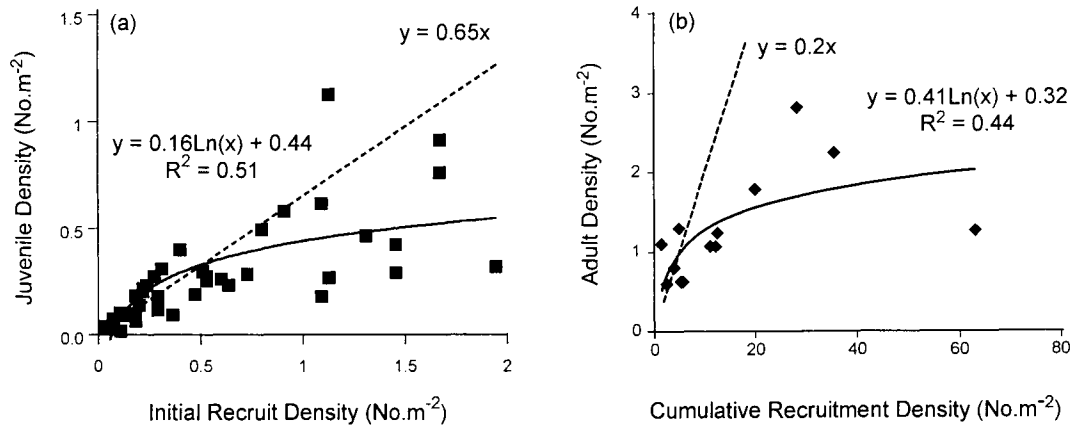 (a)
y = 0.65x
y = 0.16Ln(x) + 0.44
R² = 0.51
Juvenile Density (No.m⁻²)
1.5
1.0
0.5
0.0
0
0.5
1
1.5
2
Initial Recruit Density (No.m⁻²)
(b)
y = 0.2x
y = 0.41Ln(x) + 0.32
R² = 0.44
Adult Density (No.m⁻²)
4
3
2
1
0
0
20
40
60
80
Cumulative Recruitment Density (No.m⁻²)